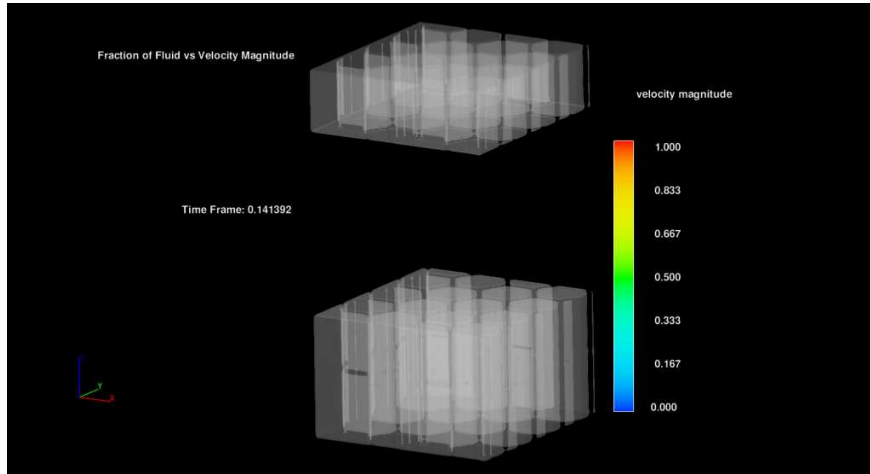 Fraction of Fluid vs Velocity Magnitude
velocity magnitude
1.000
0.833
0.667
Time Frame: 0.141392
0.500
0.333
0.167
0.000
Y
X